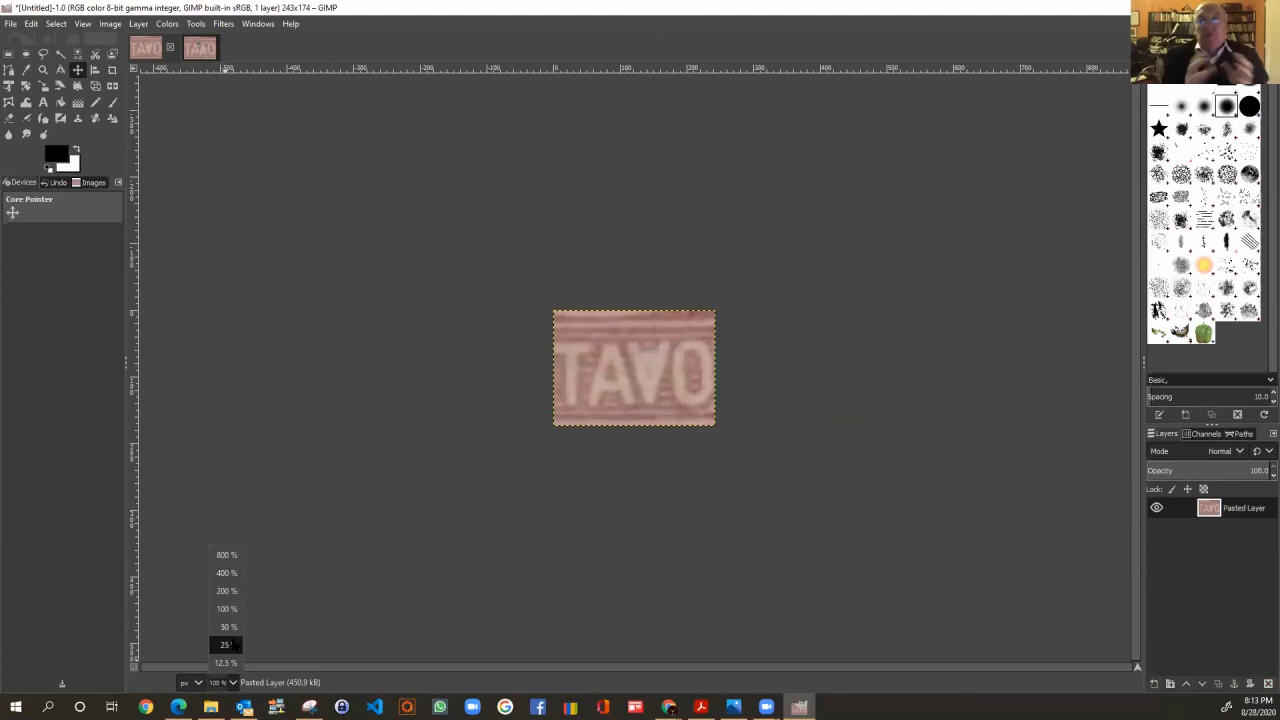 *[Untitled]-1.0 (RGB color 8-bit gamma integer, GIMP built-in sRGB, 1 layer) 243x174 – GIMP
File Edit Select View Image Layer Colors Tools Filters Windows Help
Devices Undo Images
Core Pointer
TAVO
Basic,
Spacing 10.0
Layers Channels Paths
Mode Normal
Opacity 100.0
Lock:
Pasted Layer
800 %
400 %
200 %
100 %
50 %
25
12.5 %
px 100 % Pasted Layer (450.9 kB)
8:13 PM
8/28/2020